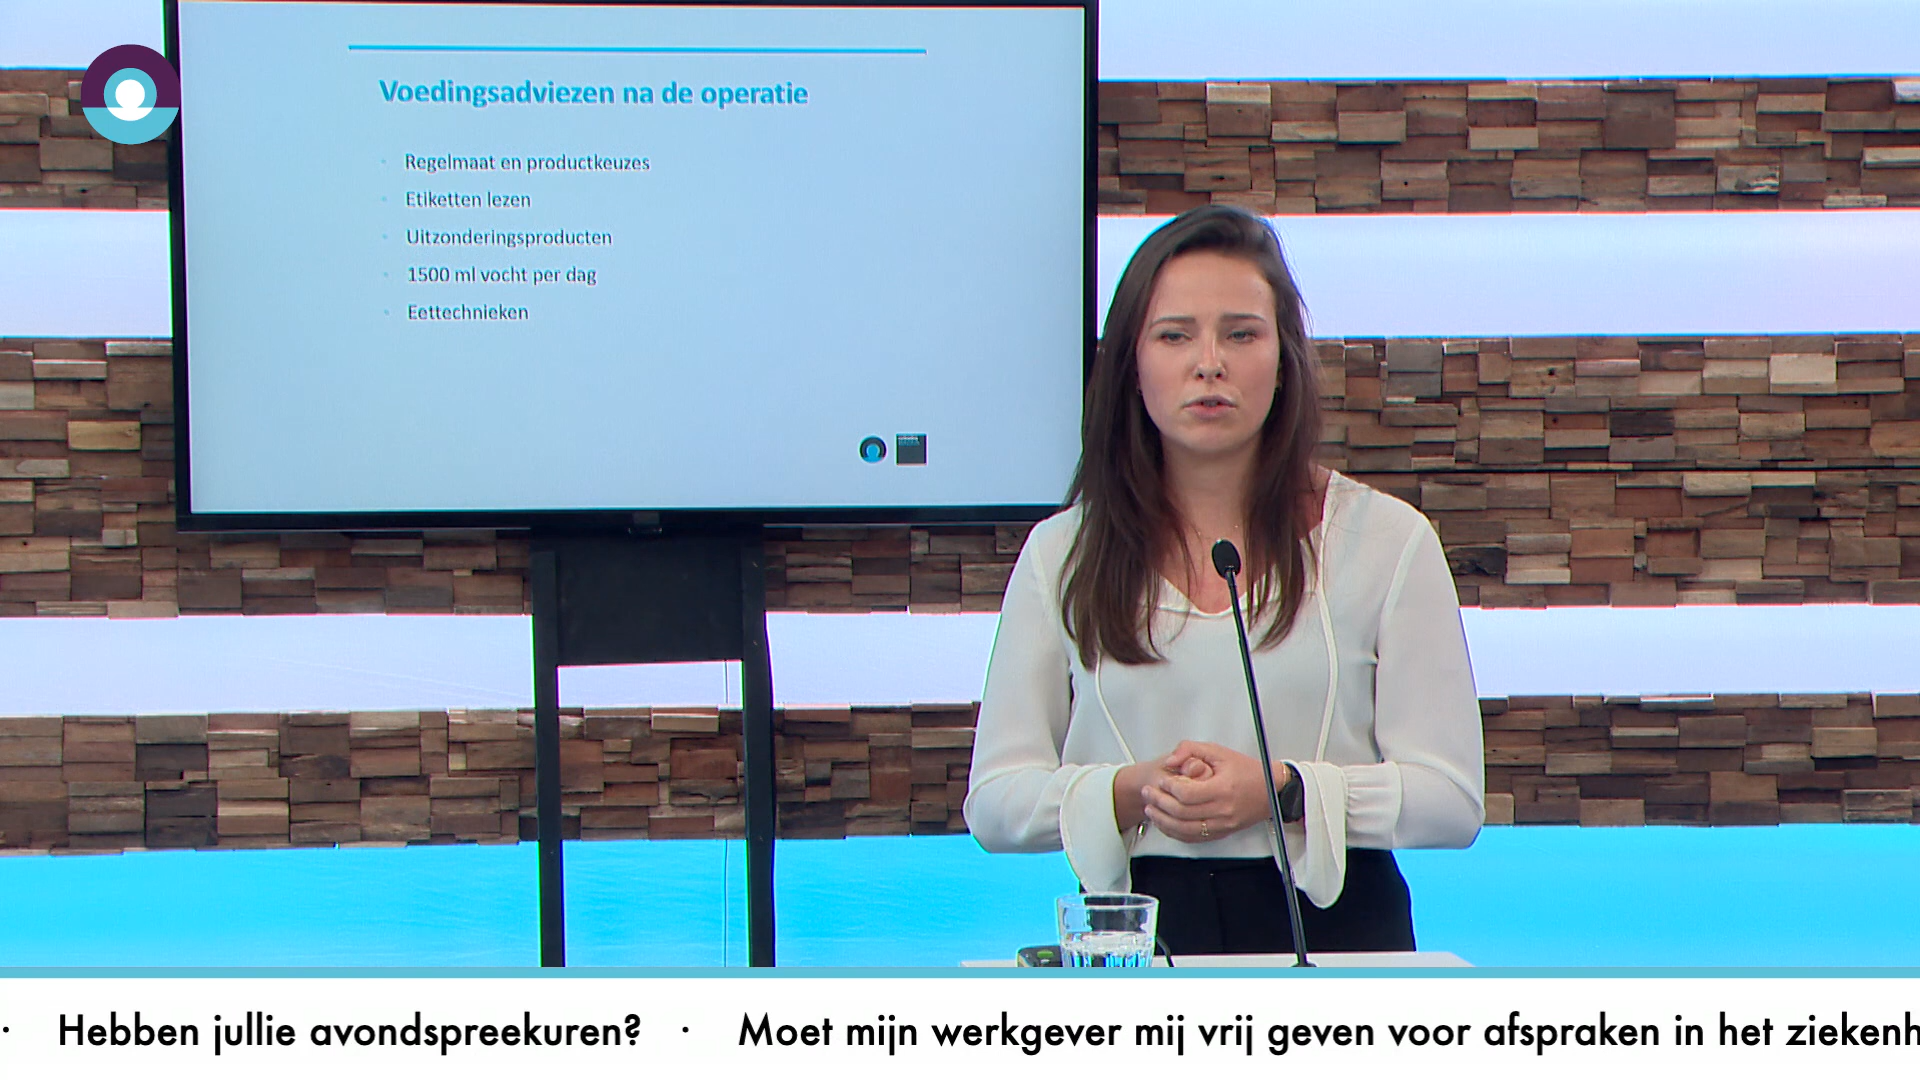 Voedingsadviezen na de operatie
Regelmaat en productkeuzes
Etiketten lezen
Uitzonderingsproducten
1500 ml vocht per dag
Eettechnieken
· Hebben jullie avondspreekuren? · Moet mijn werkgever mij vrij geven voor afspraken in het ziekenh